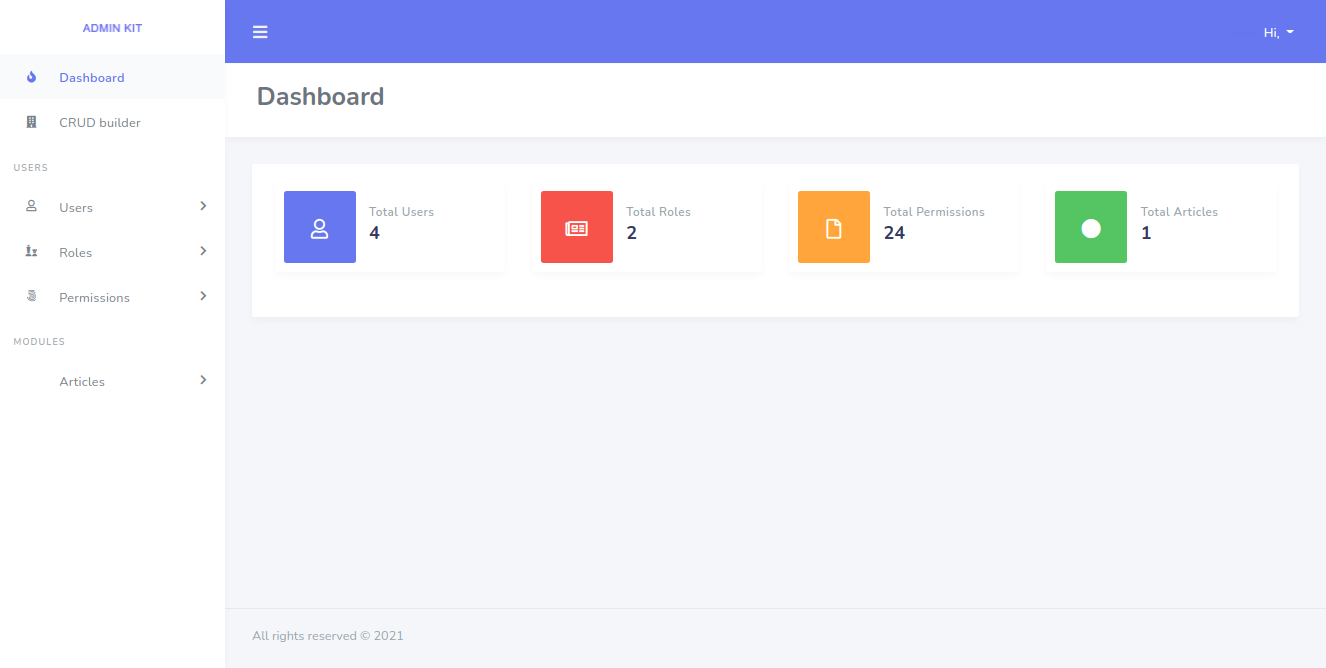 ADMIN KIT
Dashboard
CRUD builder
USERS
Users
Roles
Permissions
MODULES
Articles
Hi,
Dashboard
Total Users
4
Total Roles
2
Total Permissions
24
Total Articles
1
All rights reserved © 2021